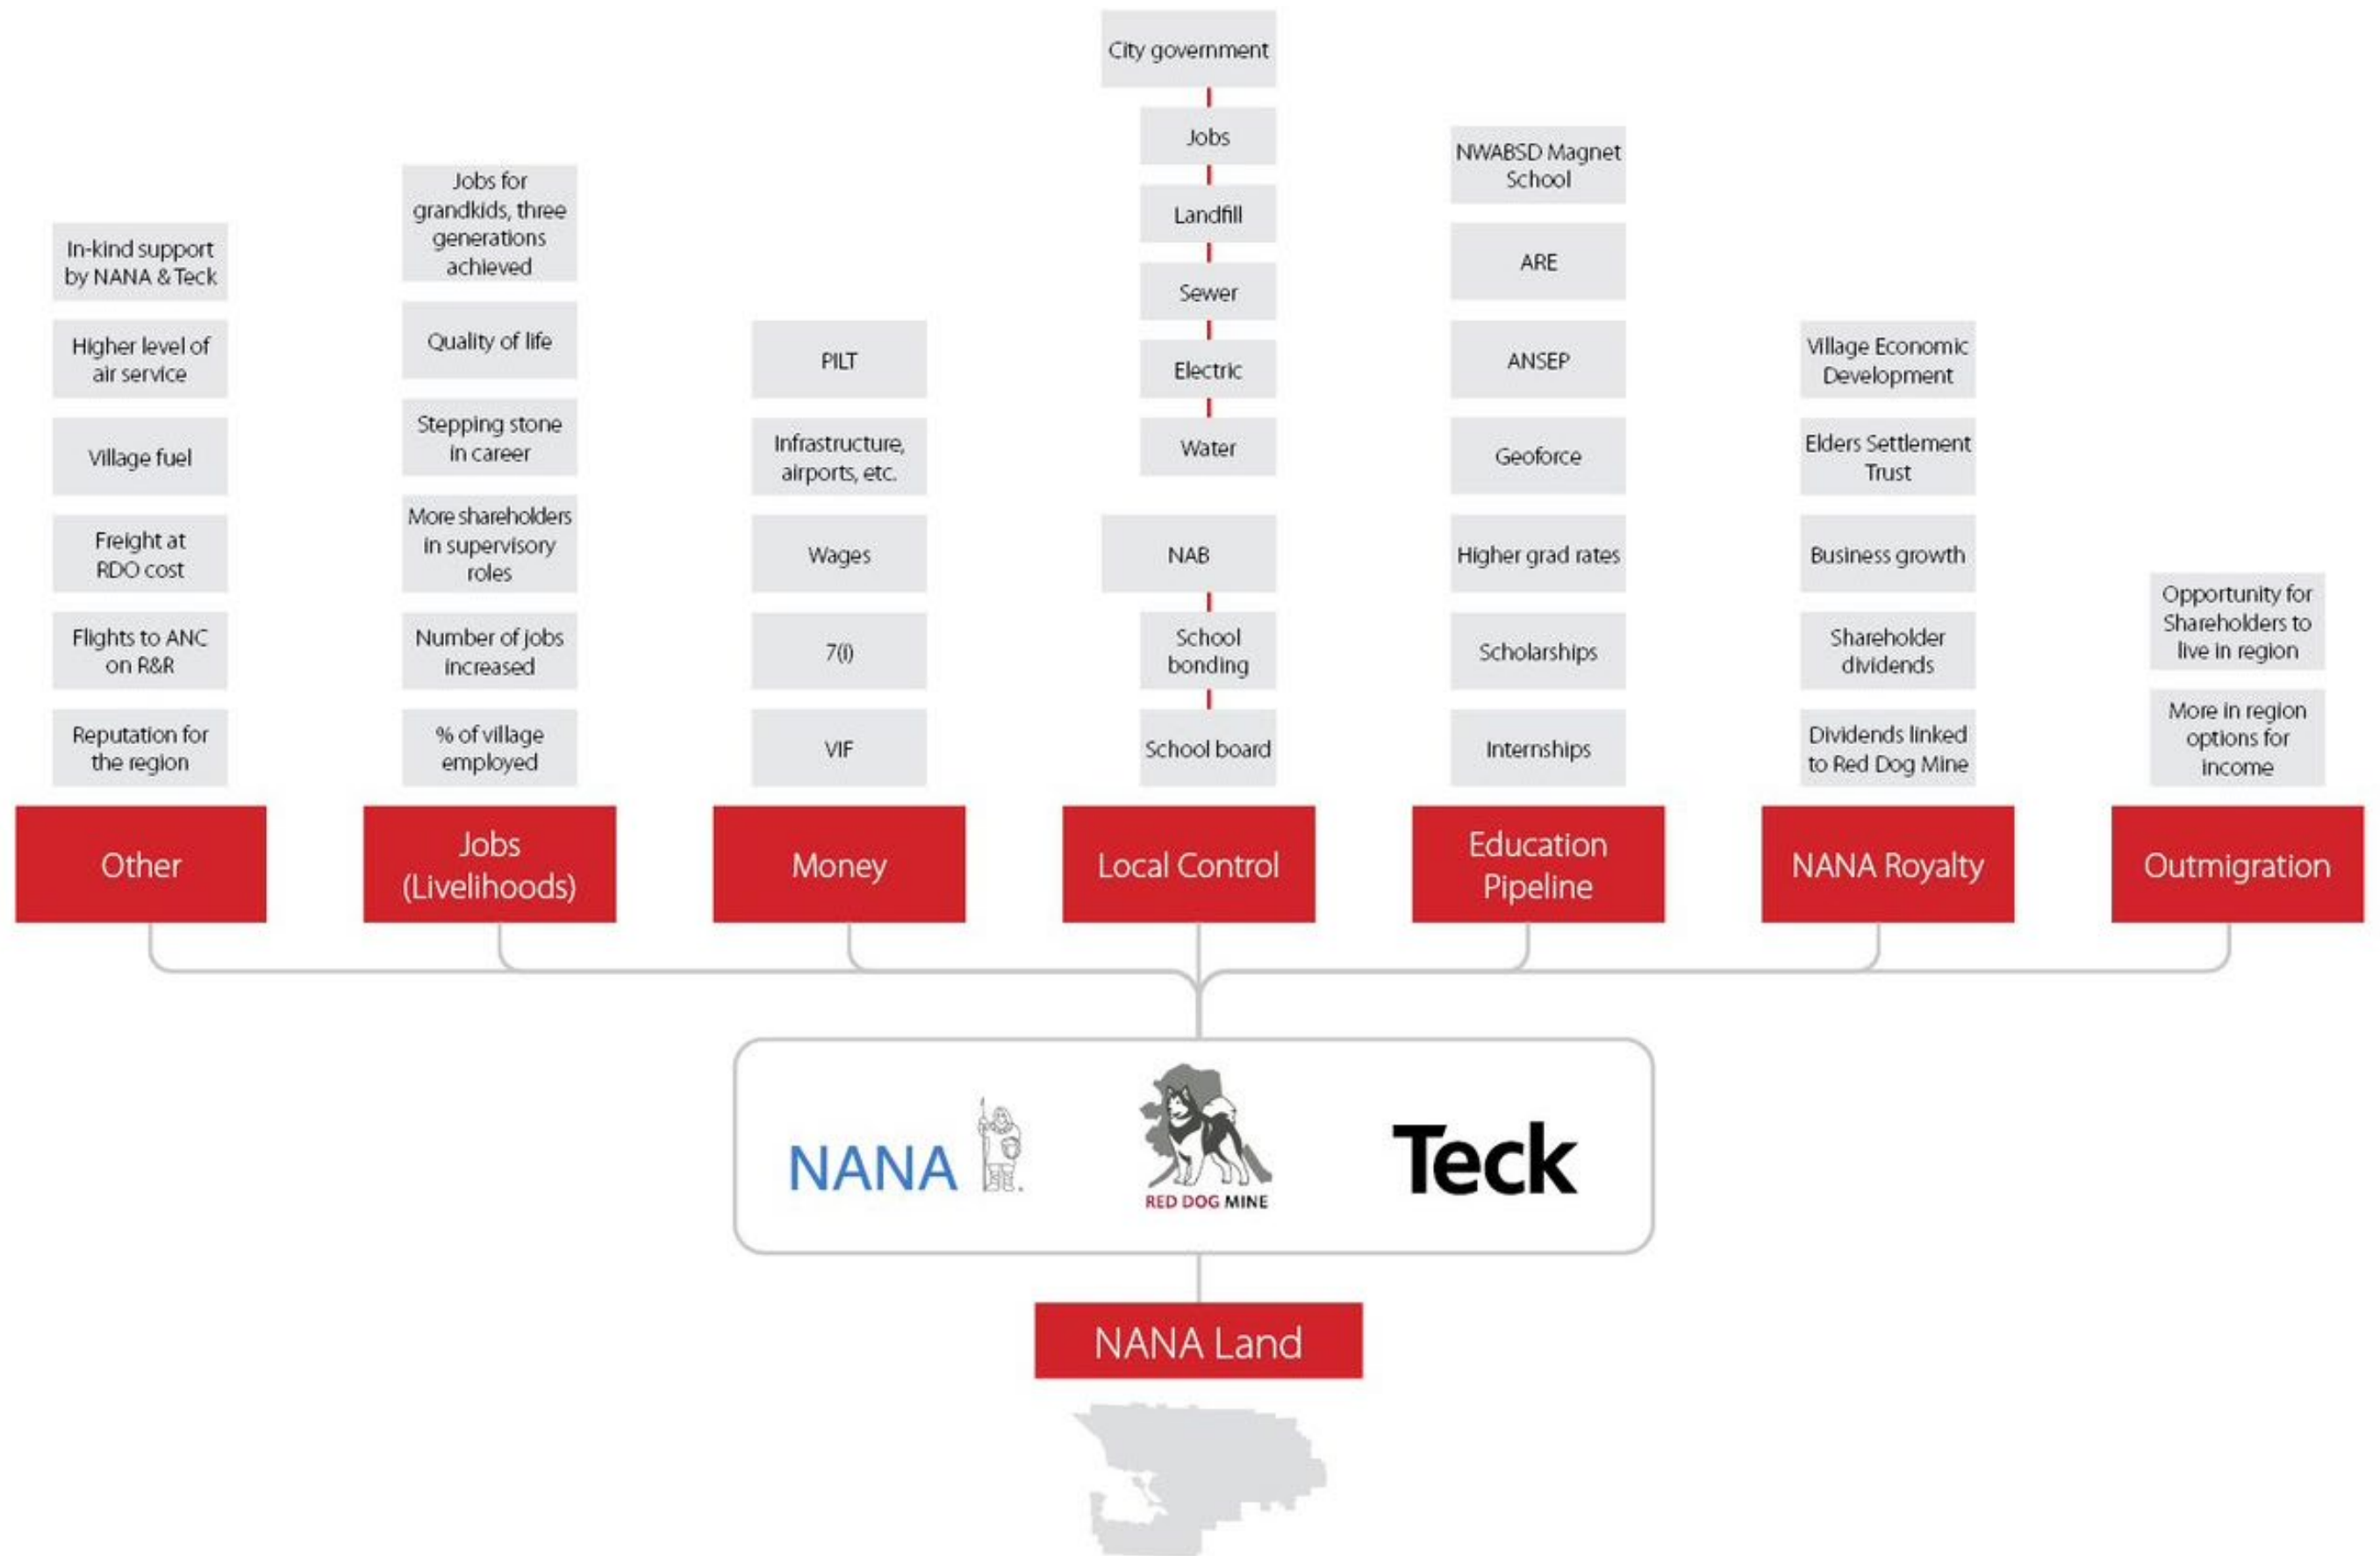 In-kind support
by NANA & Teck
Higher level of
air service
Village fuel
Freight at
RDO cost
Flights to ANC
on R&R
Reputation for
the region
Other
Jobs for
grandkids, three
generations
achieved
Quality of life
Stepping stone
in career
More shareholders
in supervisory
roles
Number of jobs
increased
% of village
employed
Jobs
(Livelihoods)
PILT
Infrastructure,
airports, etc.
Wages
7(i)
VIF
Money
City government
Jobs
Landfill
Sewer
Electric
Water
NAB
School
bonding
School board
Local Control
NWABSD Magnet
School
ARE
ANSEP
Geoforce
Higher grad rates
Scholarships
Internships
Education
Pipeline
Village Economic
Development
Elders Settlement
Trust
Business growth
Shareholder
dividends
Dividends linked
to Red Dog Mine
NANA Royalty
Opportunity for
Shareholders to
live in region
More in region
options for
income
Outmigration
NANA
RED DOG MINE
Teck
NANA Land